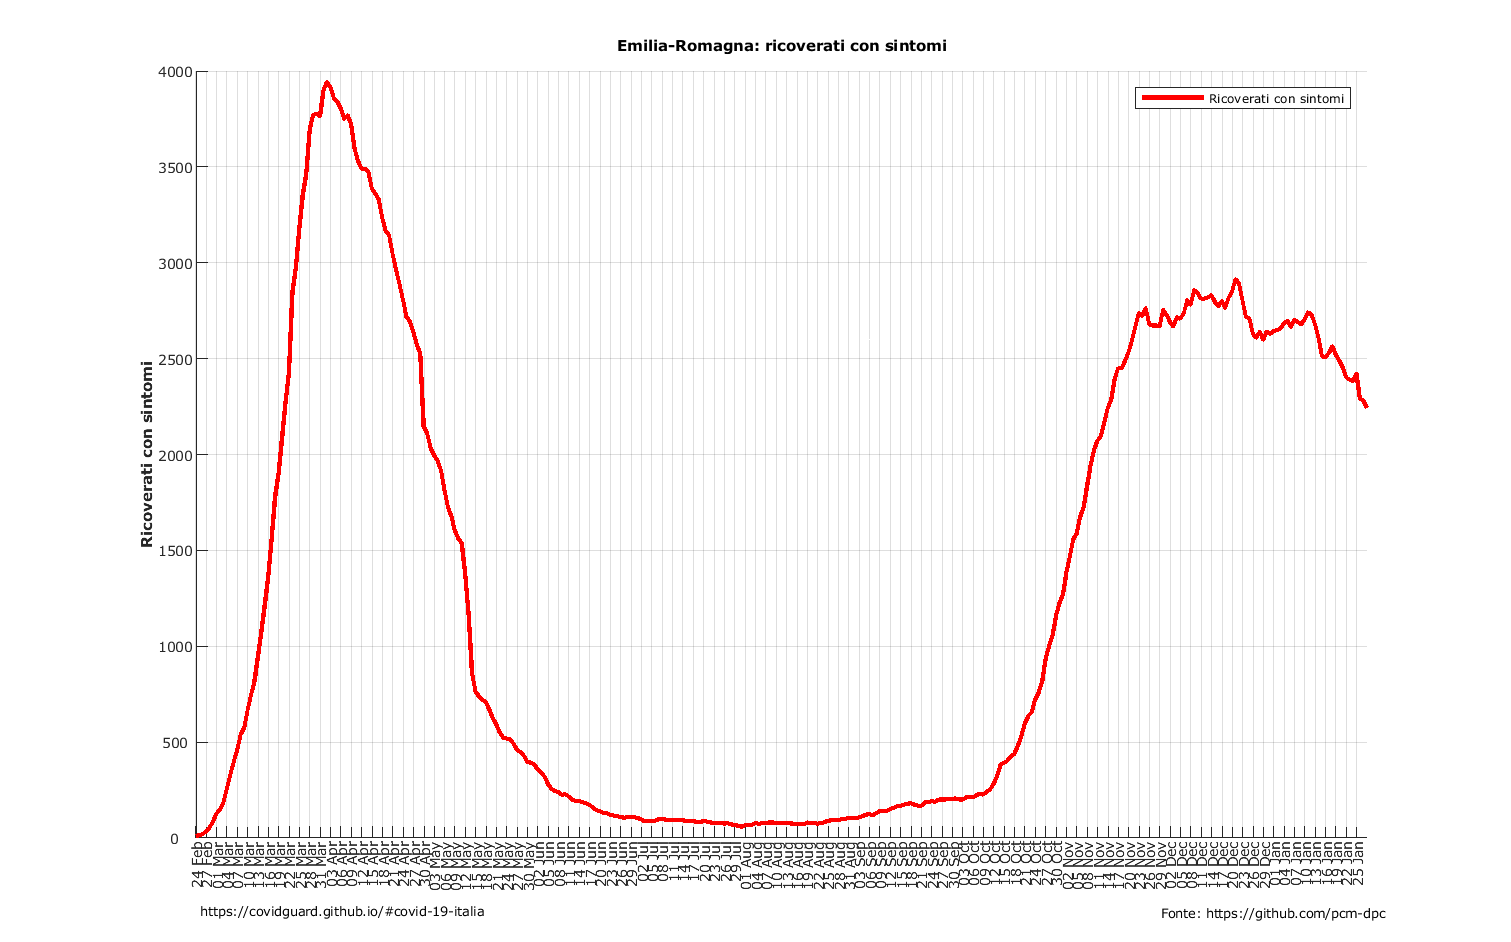 Emilia-Romagna: ricoverati con sintomi
Ricoverati con sintomi
Ricoverati con sintomi
4000
3500
3000
2500
2000
1500
1000
500
0
24 Feb
27 Feb
01 Mar
04 Mar
07 Mar
10 Mar
13 Mar
16 Mar
19 Mar
22 Mar
25 Mar
28 Mar
31 Mar
03 Apr
06 Apr
09 Apr
12 Apr
15 Apr
18 Apr
21 Apr
24 Apr
27 Apr
30 Apr
03 May
06 May
09 May
12 May
15 May
18 May
21 May
24 May
27 May
30 May
02 Jun
05 Jun
08 Jun
11 Jun
14 Jun
17 Jun
20 Jun
23 Jun
26 Jun
29 Jun
02 Jul
05 Jul
08 Jul
11 Jul
14 Jul
17 Jul
20 Jul
23 Jul
26 Jul
29 Jul
01 Aug
04 Aug
07 Aug
10 Aug
13 Aug
16 Aug
19 Aug
22 Aug
25 Aug
28 Aug
31 Aug
03 Sep
06 Sep
09 Sep
12 Sep
15 Sep
18 Sep
21 Sep
24 Sep
27 Sep
30 Sep
03 Oct
06 Oct
09 Oct
12 Oct
15 Oct
18 Oct
21 Oct
24 Oct
27 Oct
30 Oct
02 Nov
05 Nov
08 Nov
11 Nov
14 Nov
17 Nov
20 Nov
23 Nov
26 Nov
29 Nov
02 Dec
05 Dec
08 Dec
11 Dec
14 Dec
17 Dec
20 Dec
23 Dec
26 Dec
29 Dec
01 Jan
04 Jan
07 Jan
10 Jan
13 Jan
16 Jan
19 Jan
22 Jan
25 Jan
https://covidguard.github.io/#covid-19-italia
Fonte: https://github.com/pcm-dpc